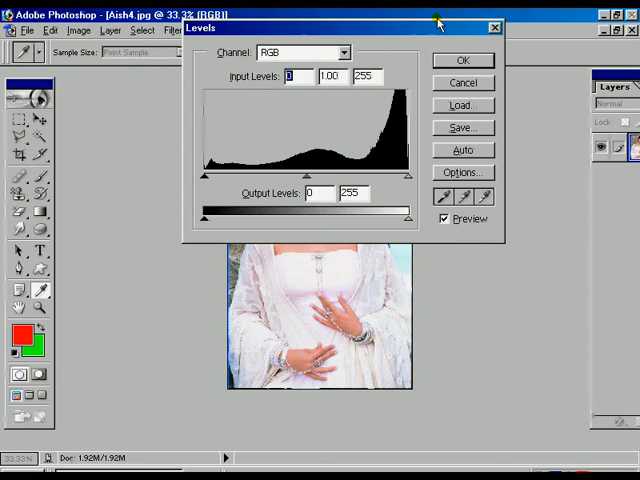 Adobe Photoshop - [Aish4.jpg @ 33.3% (RGB)]
File Edit Image Layer Select
Sample Size: Point Sample
Levels
Channel: RGB
Input Levels: 0 1.00 255
Output Levels: 0 255
OK
Cancel
Load...
Save...
Auto
Options...
Preview
Layers
Normal
Lock:
33.33% Doc: 1.92M/1.92M